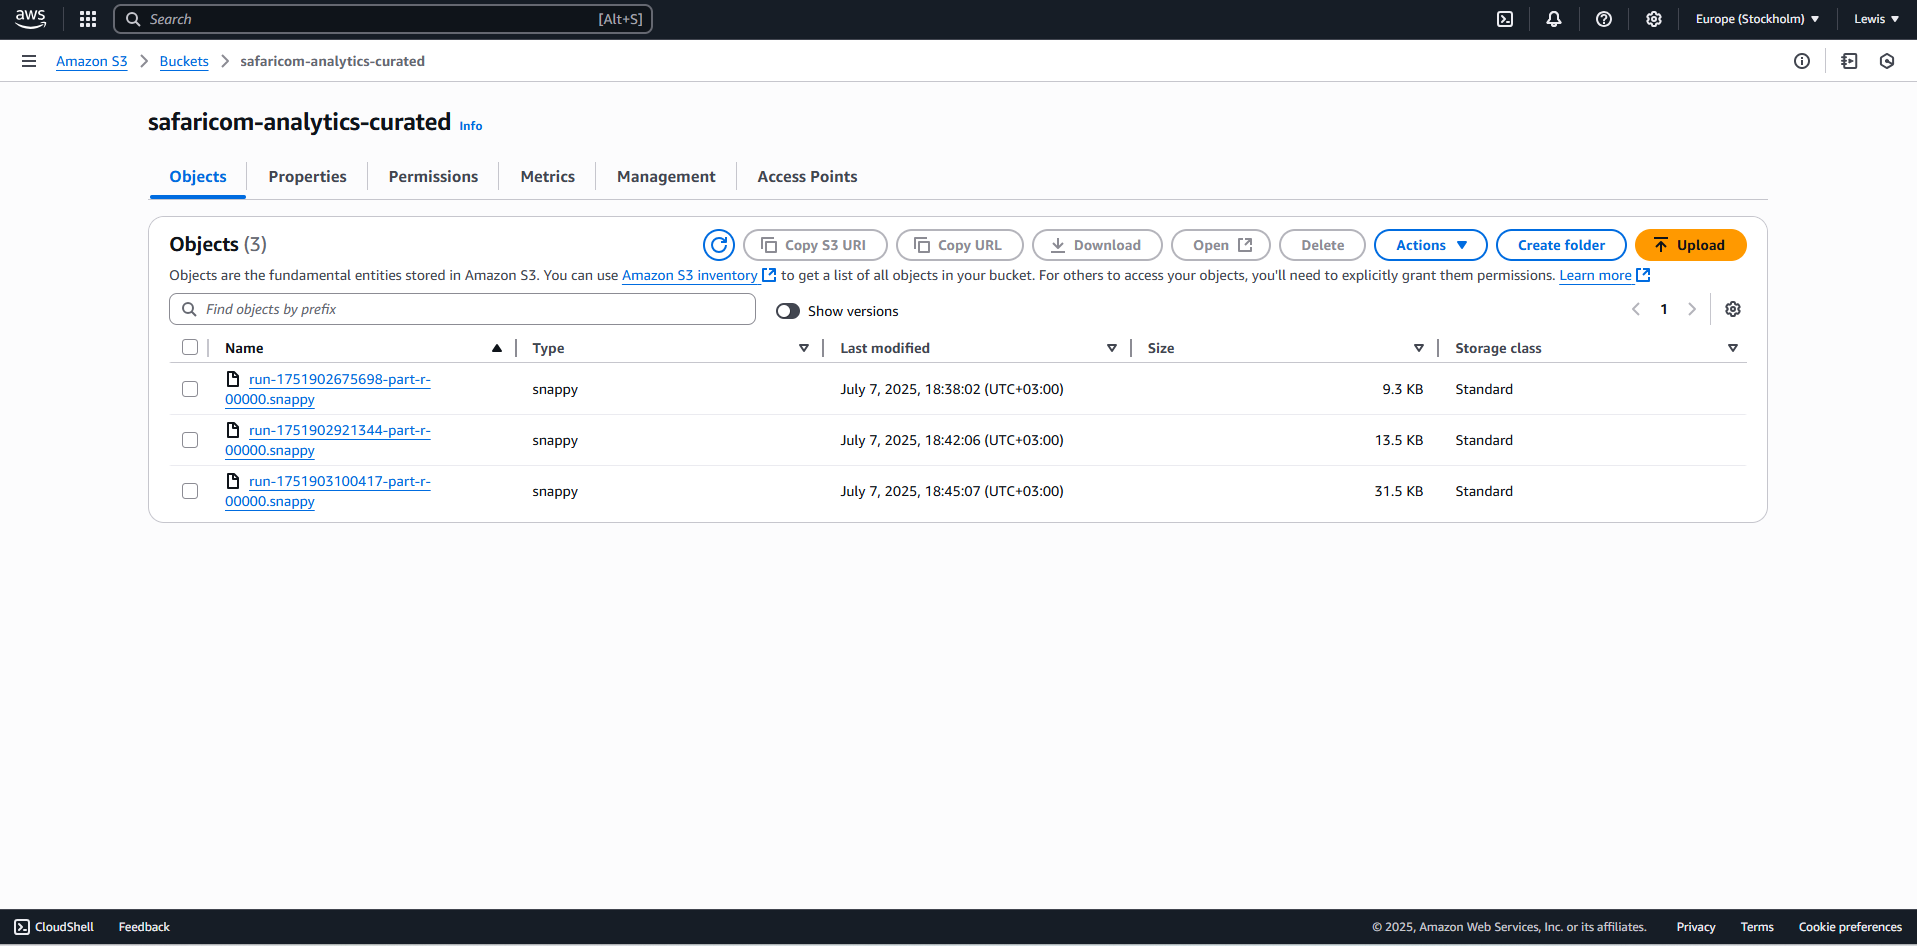 aws
Search [Alt+S] Europe (Stockholm) Lewis
Amazon S3 Buckets safaricom-analytics-curated
safaricom-analytics-curated Info
Objects Properties Permissions Metrics Management Access Points
Objects (3) Copy S3 URI Copy URL Download Open Delete Actions Create folder Upload
Objects are the fundamental entities stored in Amazon S3. You can use Amazon S3 inventory to get a list of all objects in your bucket. For others to access your objects, you'll need to explicitly grant them permissions. Learn more
Find objects by prefix Show versions 1
Name Type Last modified Size Storage class
run-1751902675698-part-r-
00000.snappy snappy July 7, 2025, 18:38:02 (UTC+03:00) 9.3 KB Standard
run-1751902921344-part-r-
00000.snappy snappy July 7, 2025, 18:42:06 (UTC+03:00) 13.5 KB Standard
run-1751903100417-part-r-
00000.snappy snappy July 7, 2025, 18:45:07 (UTC+03:00) 31.5 KB Standard
CloudShell Feedback © 2025, Amazon Web Services, Inc. or its affiliates. Privacy Terms Cookie preferences